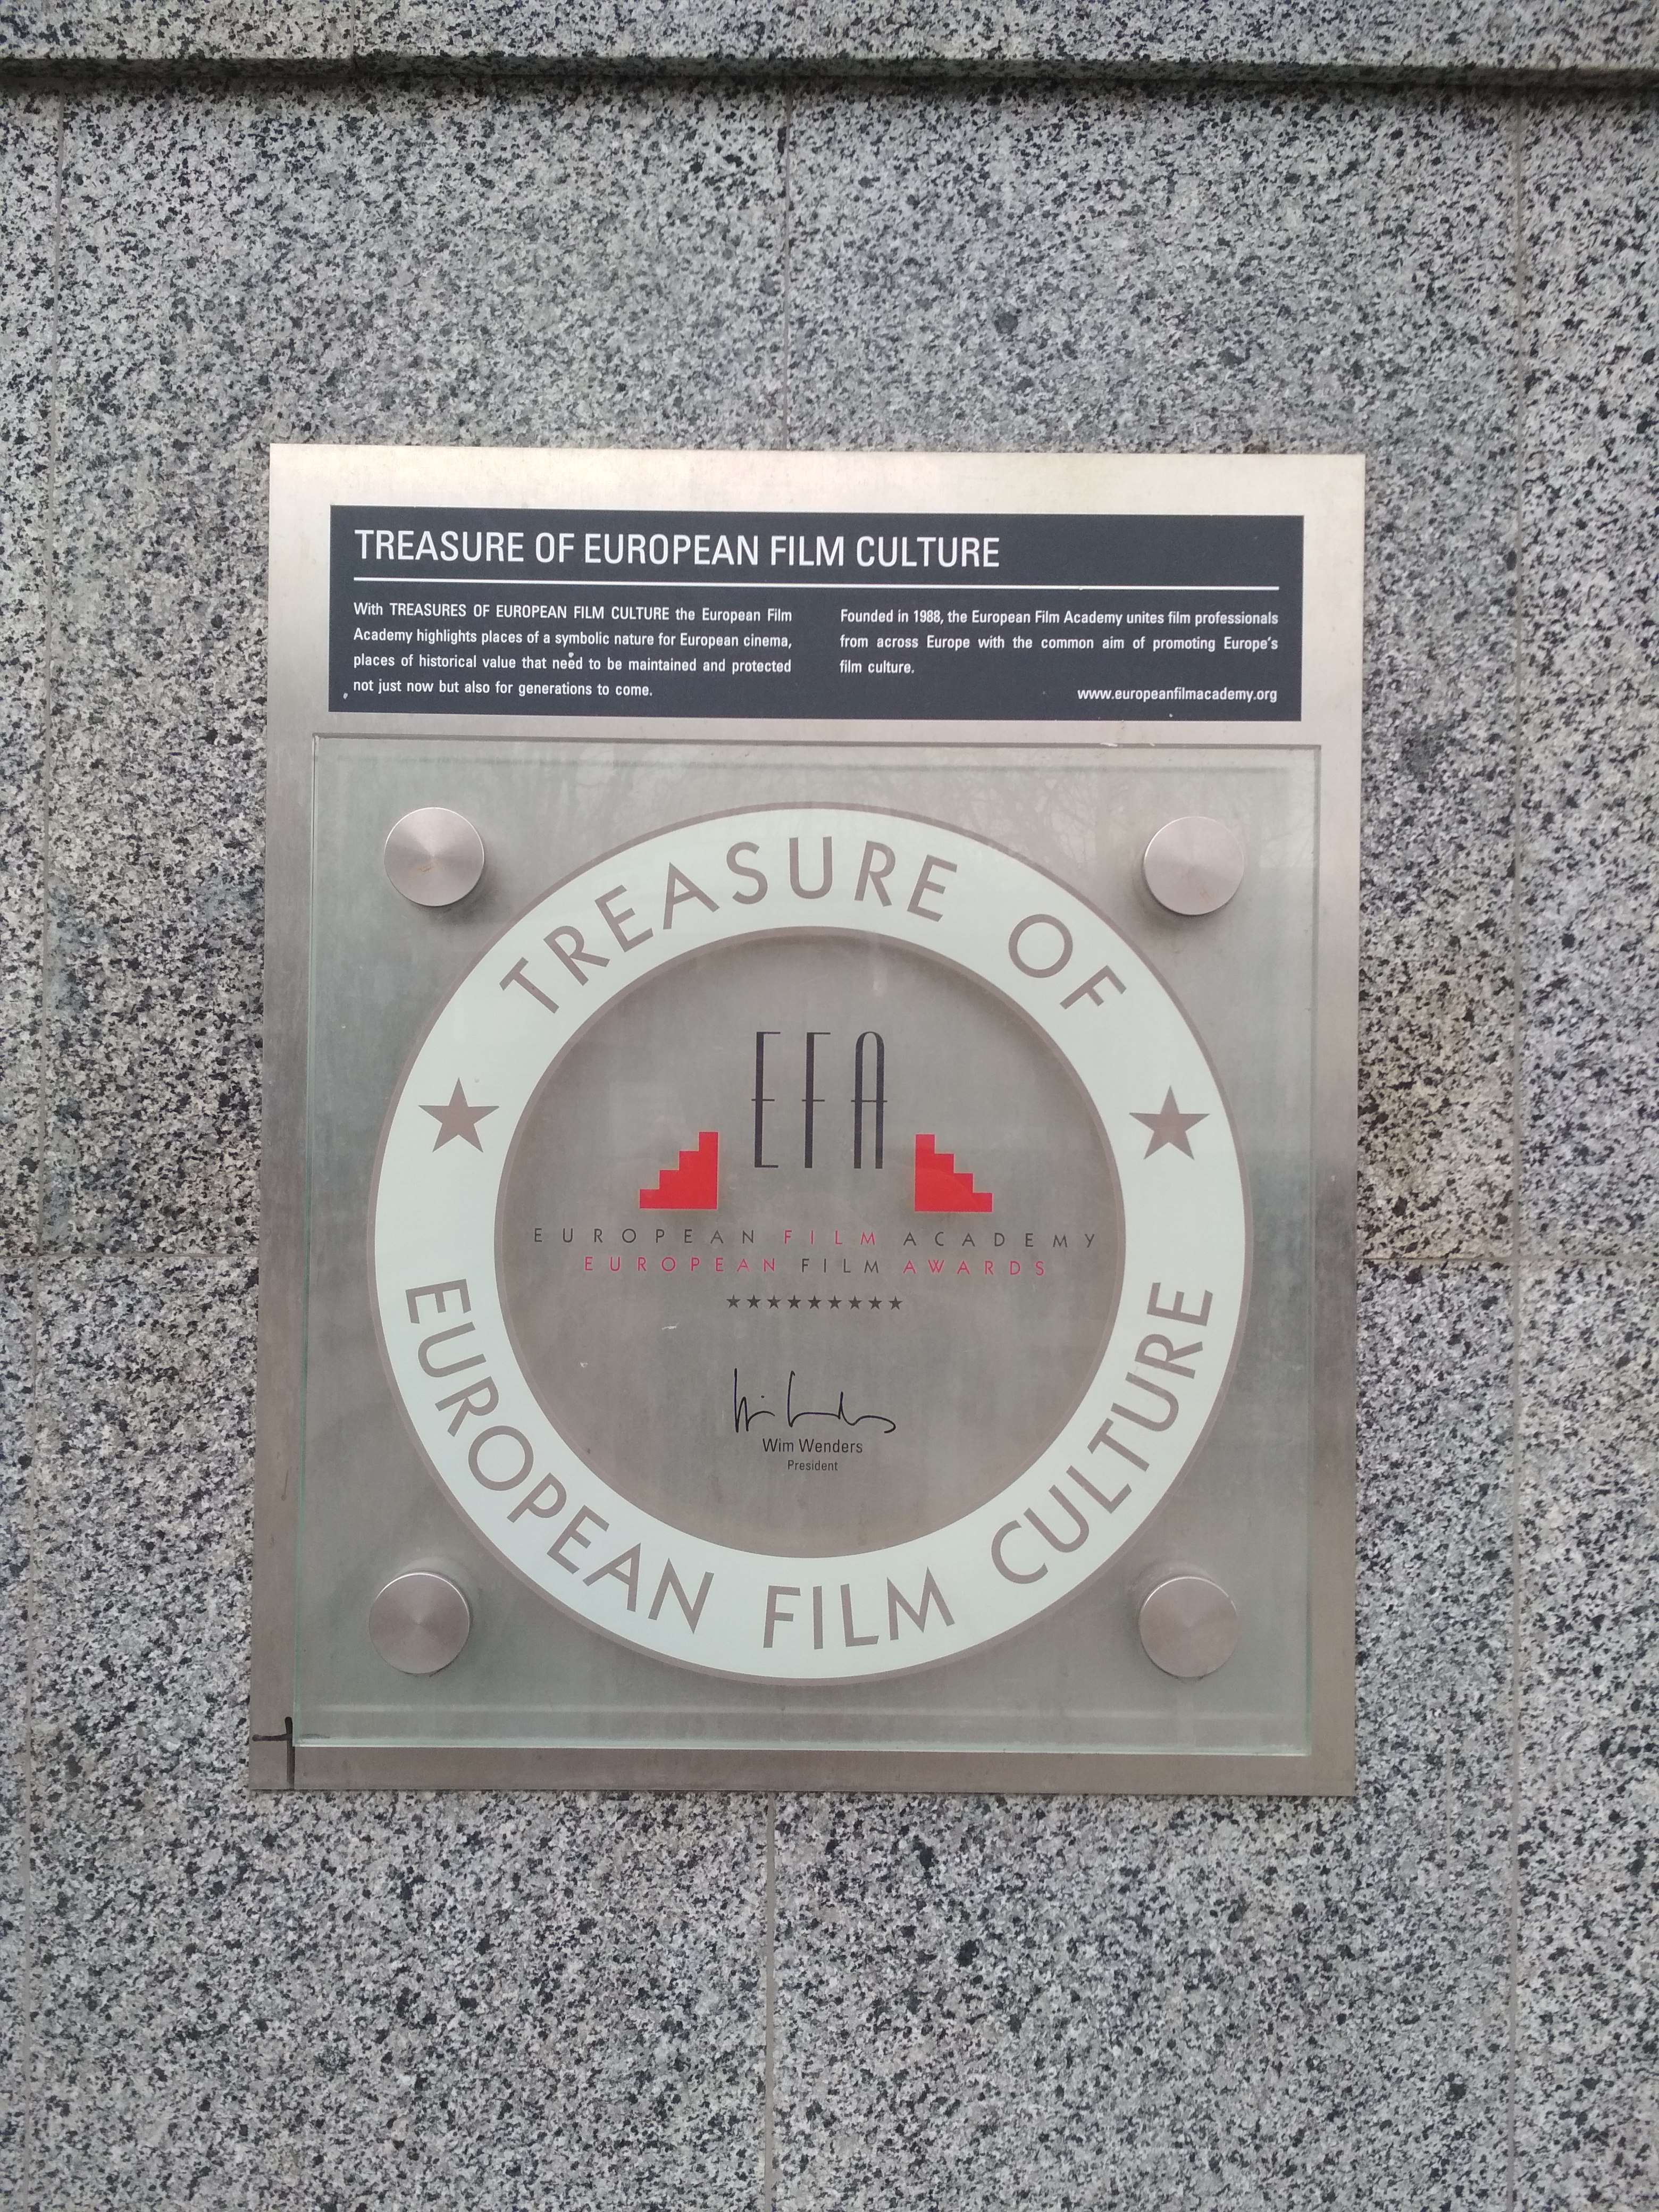 TREASURE OF EUROPEAN FILM CULTURE
With TREASURES OF EUROPEAN FILM CULTURE the European Film
Academy highlights places of a symbolic nature for European cinema,
places of historical value that need to be maintained and protected
not just now but also for generations to come.
Founded in 1988, the European Film Academy unites film professionals
from across Europe with the common aim of promoting Europe's
film culture.
www.europeanfilmacademy.org
TREASURE OF
EFA
EUROPEAN FILM ACADEMY
EUROPEAN FILM AWARDS
Wim Wenders
President
EUROPEAN FILM CULTURE